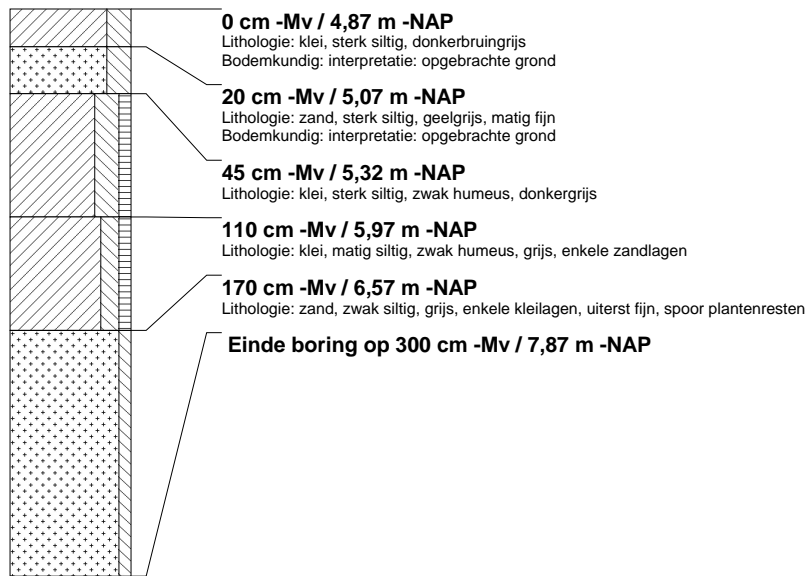 0 cm -Mv / 4,87 m -NAP
Lithologie: klei, sterk siltig, donkerbruingrijs
Bodemkundig: interpretatie: opgebrachte grond
20 cm -Mv / 5,07 m -NAP
Lithologie: zand, sterk siltig, geelgrijs, matig fijn
Bodemkundig: interpretatie: opgebrachte grond
45 cm -Mv / 5,32 m -NAP
Lithologie: klei, sterk siltig, zwak humeus, donkergrijs
110 cm -Mv / 5,97 m -NAP
Lithologie: klei, matig siltig, zwak humeus, grijs, enkele zandlagen
170 cm -Mv / 6,57 m -NAP
Lithologie: zand, zwak siltig, grijs, enkele kleilagen, uiterst fijn, spoor plantenresten
Einde boring op 300 cm -Mv / 7,87 m -NAP